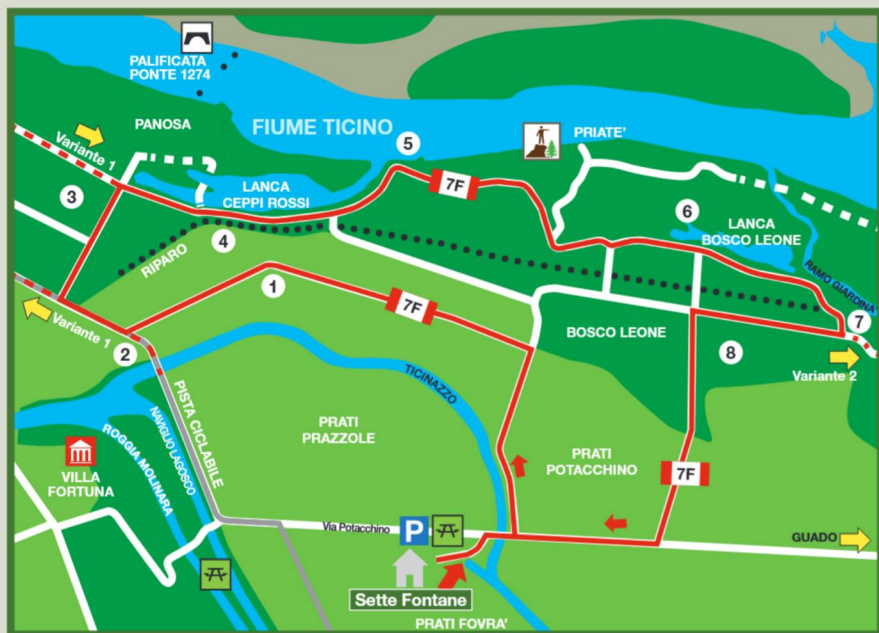 PALIFICATA
PONTE 1274
PANOSA
FIUME TICINO
5
PRIATE'
Variante 1
3
LANCA
CEPPI ROSSI
7F
6
LANCA
BOSCO LEONE
4
RIPARO
RAMO GIARDINA'
1
7F
7
Variante 1
2
BOSCO LEONE
8
Variante 2
TICINAZZO
PISTA CICLABILE
NAVIGLIO LAGOSCO
ROGGIA MOLINARA
PRATI
PRAZZOLE
PRATI
POTACCHINO
7F
VILLA
FORTUNA
Via Potacchino
P
GUADO
Sette Fontane
PRATI FOVRA'